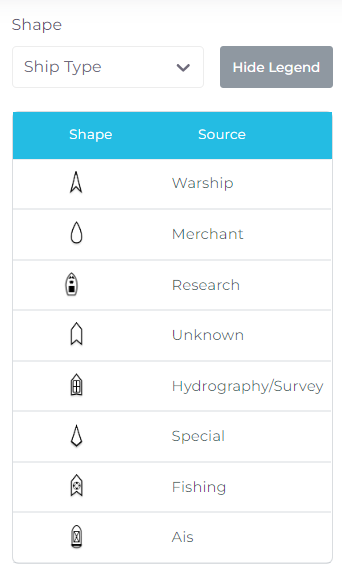 Shape
Ship Type
Hide Legend
Shape Source
Warship
Merchant
Research
Unknown
Hydrography/Survey
Special
Fishing
Ais